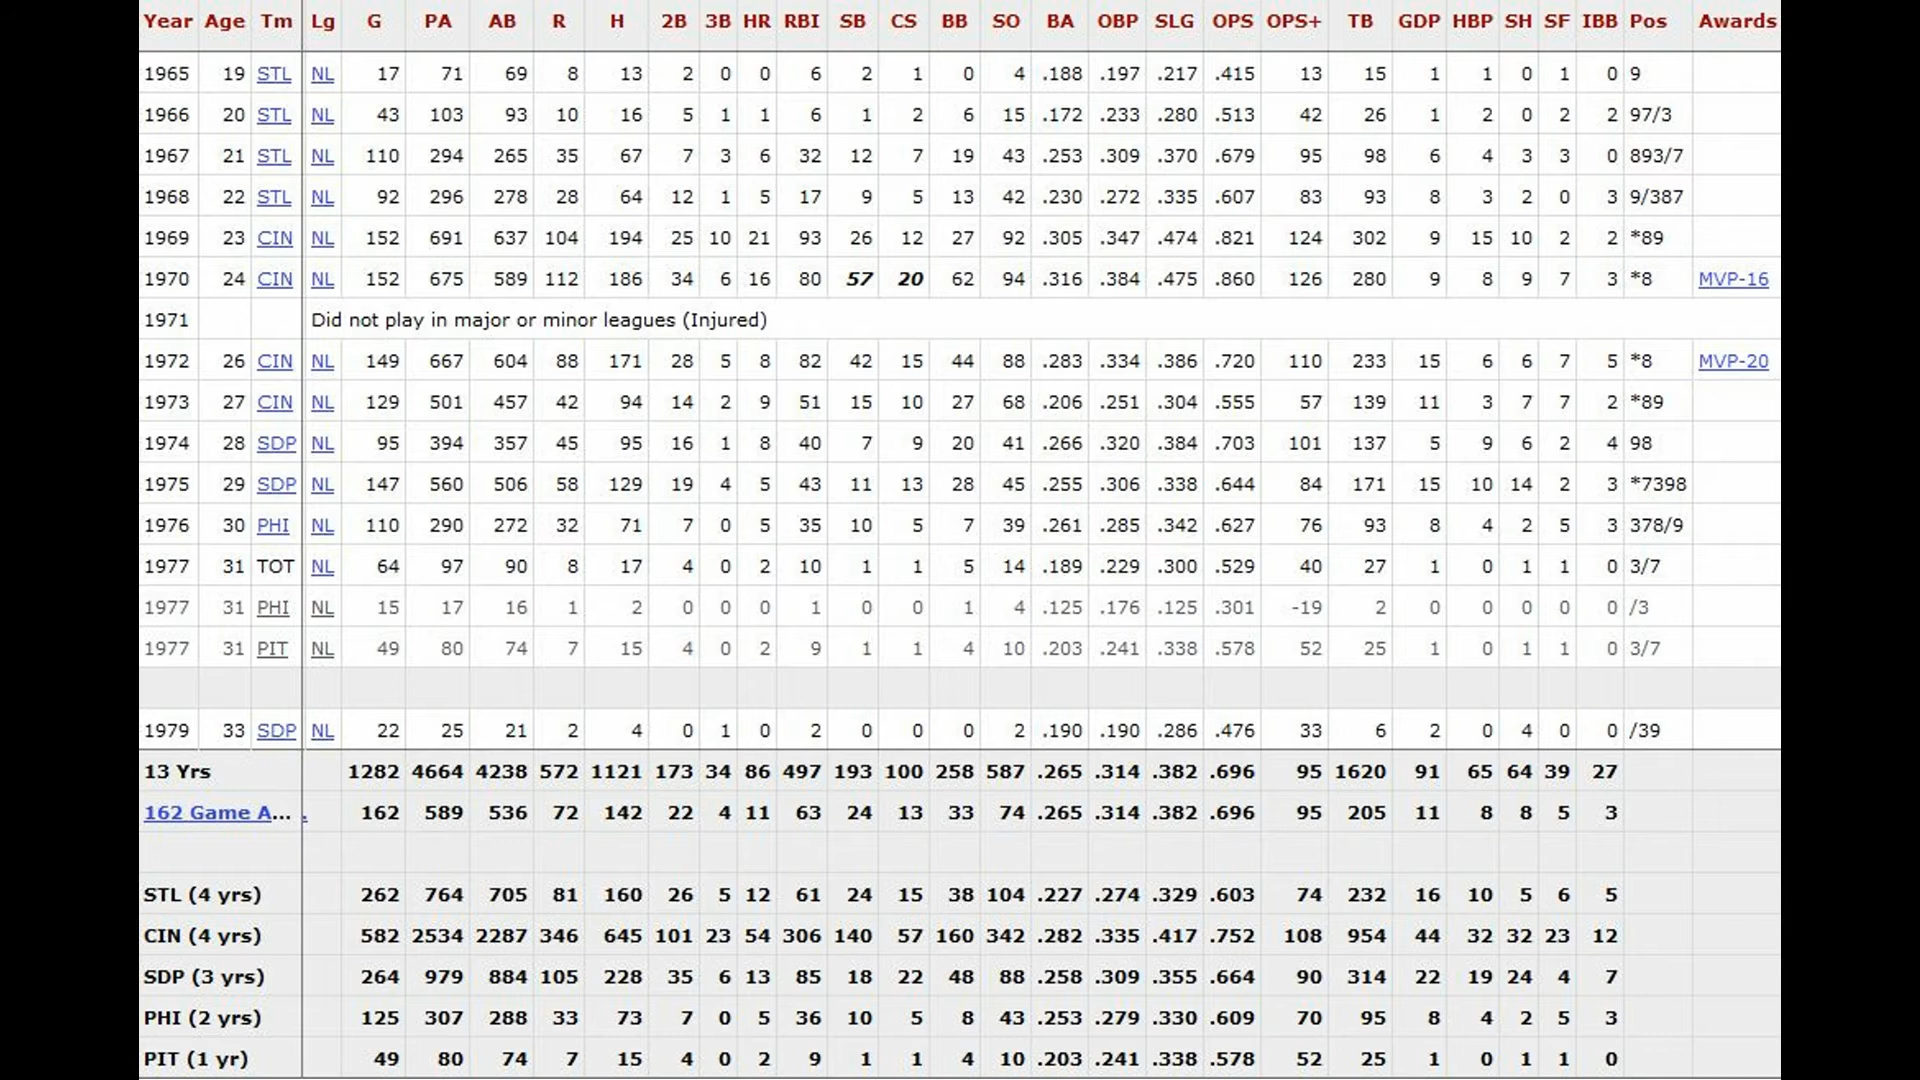 Year Age Tm Lg G PA AB R H 2B 3B HR RBI SB CS BB SO BA OBP SLG OPS OPS+ TB GDP HBP SH SF IBB Pos Awards
1965 19 STL NL 17 71 69 8 13 2 0 0 6 2 1 0 4 .188 .197 .217 .415 13 15 1 1 0 1 0 9
1966 20 STL NL 43 103 93 10 16 5 1 1 6 1 2 6 15 .172 .233 .280 .513 42 26 1 2 0 2 2 97/3
1967 21 STL NL 110 294 265 35 67 7 3 6 32 12 7 19 43 .253 .309 .370 .679 95 98 6 4 3 3 0 893/7
1968 22 STL NL 92 296 278 28 64 12 1 5 17 9 5 13 42 .230 .272 .335 .607 83 93 8 3 2 0 3 9/387
1969 23 CIN NL 152 691 637 104 194 25 10 21 93 26 12 27 92 .305 .347 .474 .821 124 302 9 15 10 2 2 *89
1970 24 CIN NL 152 675 589 112 186 34 6 16 80 57 20 62 94 .316 .384 .475 .860 126 280 9 8 9 7 3 *8 MVP-16
1971 Did not play in major or minor leagues (Injured)
1972 26 CIN NL 149 667 604 88 171 28 5 8 82 42 15 44 88 .283 .334 .386 .720 110 233 15 6 6 7 5 *8 MVP-20
1973 27 CIN NL 129 501 457 42 94 14 2 9 51 15 10 27 68 .206 .251 .304 .555 57 139 11 3 7 7 2 *89
1974 28 SDP NL 95 394 357 45 95 16 1 8 40 7 9 20 41 .266 .320 .384 .703 101 137 5 9 6 2 4 98
1975 29 SDP NL 147 560 506 58 129 19 4 5 43 11 13 28 45 .255 .306 .338 .644 84 171 15 10 14 2 3 *7398
1976 30 PHI NL 110 290 272 32 71 7 0 5 35 10 5 7 39 .261 .285 .342 .627 76 93 8 4 2 5 3 378/9
1977 31 TOT NL 64 97 90 8 17 4 0 2 10 1 1 5 14 .189 .229 .300 .529 40 27 1 0 1 1 0 3/7
1977 31 PHI NL 15 17 16 1 2 0 0 0 1 0 0 1 4 .125 .176 .125 .301 -19 2 0 0 0 0 0 /3
1977 31 PIT NL 49 80 74 7 15 4 0 2 9 1 1 4 10 .203 .241 .338 .578 52 25 1 0 1 1 0 3/7
1979 33 SDP NL 22 25 21 2 4 0 1 0 2 0 0 0 2 .190 .190 .286 .476 33 6 2 0 4 0 0 /39
13 Yrs 1282 4664 4238 572 1121 173 34 86 497 193 100 258 587 .265 .314 .382 .696 95 1620 91 65 64 39 27
162 Game A... . 162 589 536 72 142 22 4 11 63 24 13 33 74 .265 .314 .382 .696 95 205 11 8 8 5 3
STL (4 yrs) 262 764 705 81 160 26 5 12 61 24 15 38 104 .227 .274 .329 .603 74 232 16 10 5 6 5
CIN (4 yrs) 582 2534 2287 346 645 101 23 54 306 140 57 160 342 .282 .335 .417 .752 108 954 44 32 32 23 12
SDP (3 yrs) 264 979 884 105 228 35 6 13 85 18 22 48 88 .258 .309 .355 .664 90 314 22 19 24 4 7
PHI (2 yrs) 125 307 288 33 73 7 0 5 36 10 5 8 43 .253 .279 .330 .609 70 95 8 4 2 5 3
PIT (1 yr) 49 80 74 7 15 4 0 2 9 1 1 4 10 .203 .241 .338 .578 52 25 1 0 1 1 0